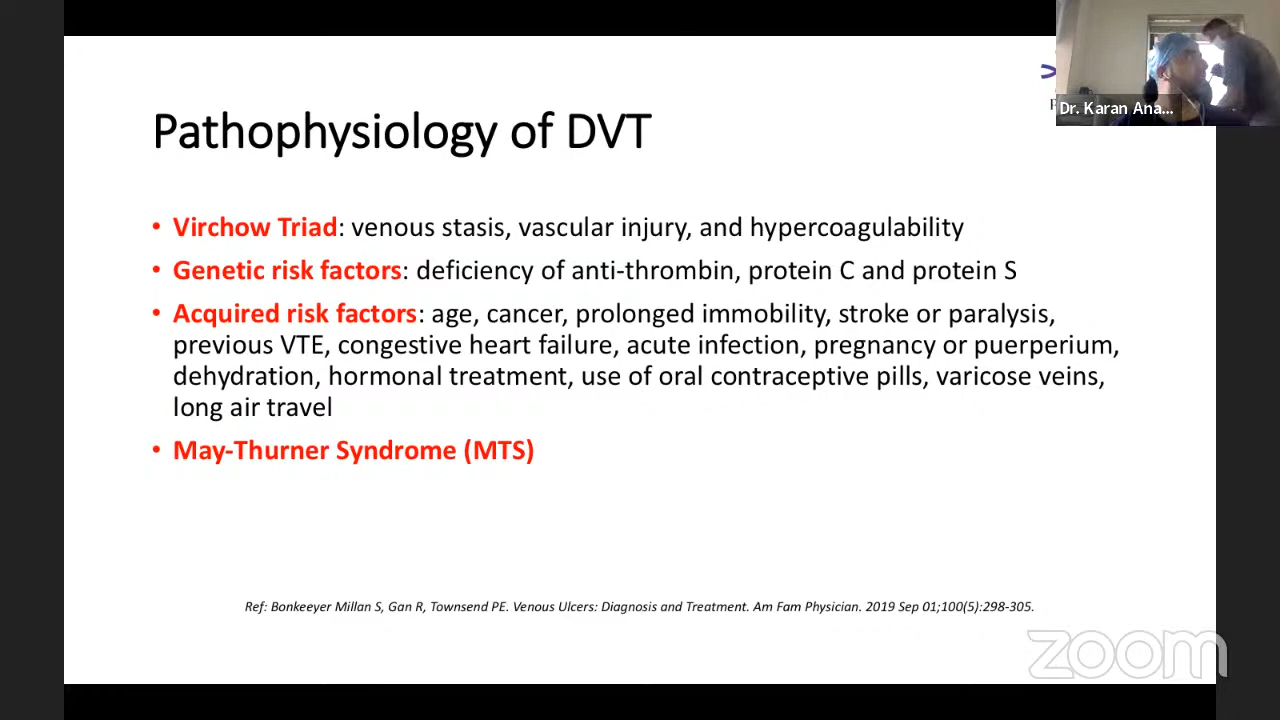 Dr. Karan Ana...
Pathophysiology of DVT
• Virchow Triad: venous stasis, vascular injury, and hypercoagulability
• Genetic risk factors: deficiency of anti-thrombin, protein C and protein S
• Acquired risk factors: age, cancer, prolonged immobility, stroke or paralysis,
previous VTE, congestive heart failure, acute infection, pregnancy or puerperium,
dehydration, hormonal treatment, use of oral contraceptive pills, varicose veins,
long air travel
• May-Thurner Syndrome (MTS)
Ref: Bonkeeyer Millan S, Gan R, Townsend PE. Venous Ulcers: Diagnosis and Treatment. Am Fam Physician. 2019 Sep 01;100(5):298-305.
zoom